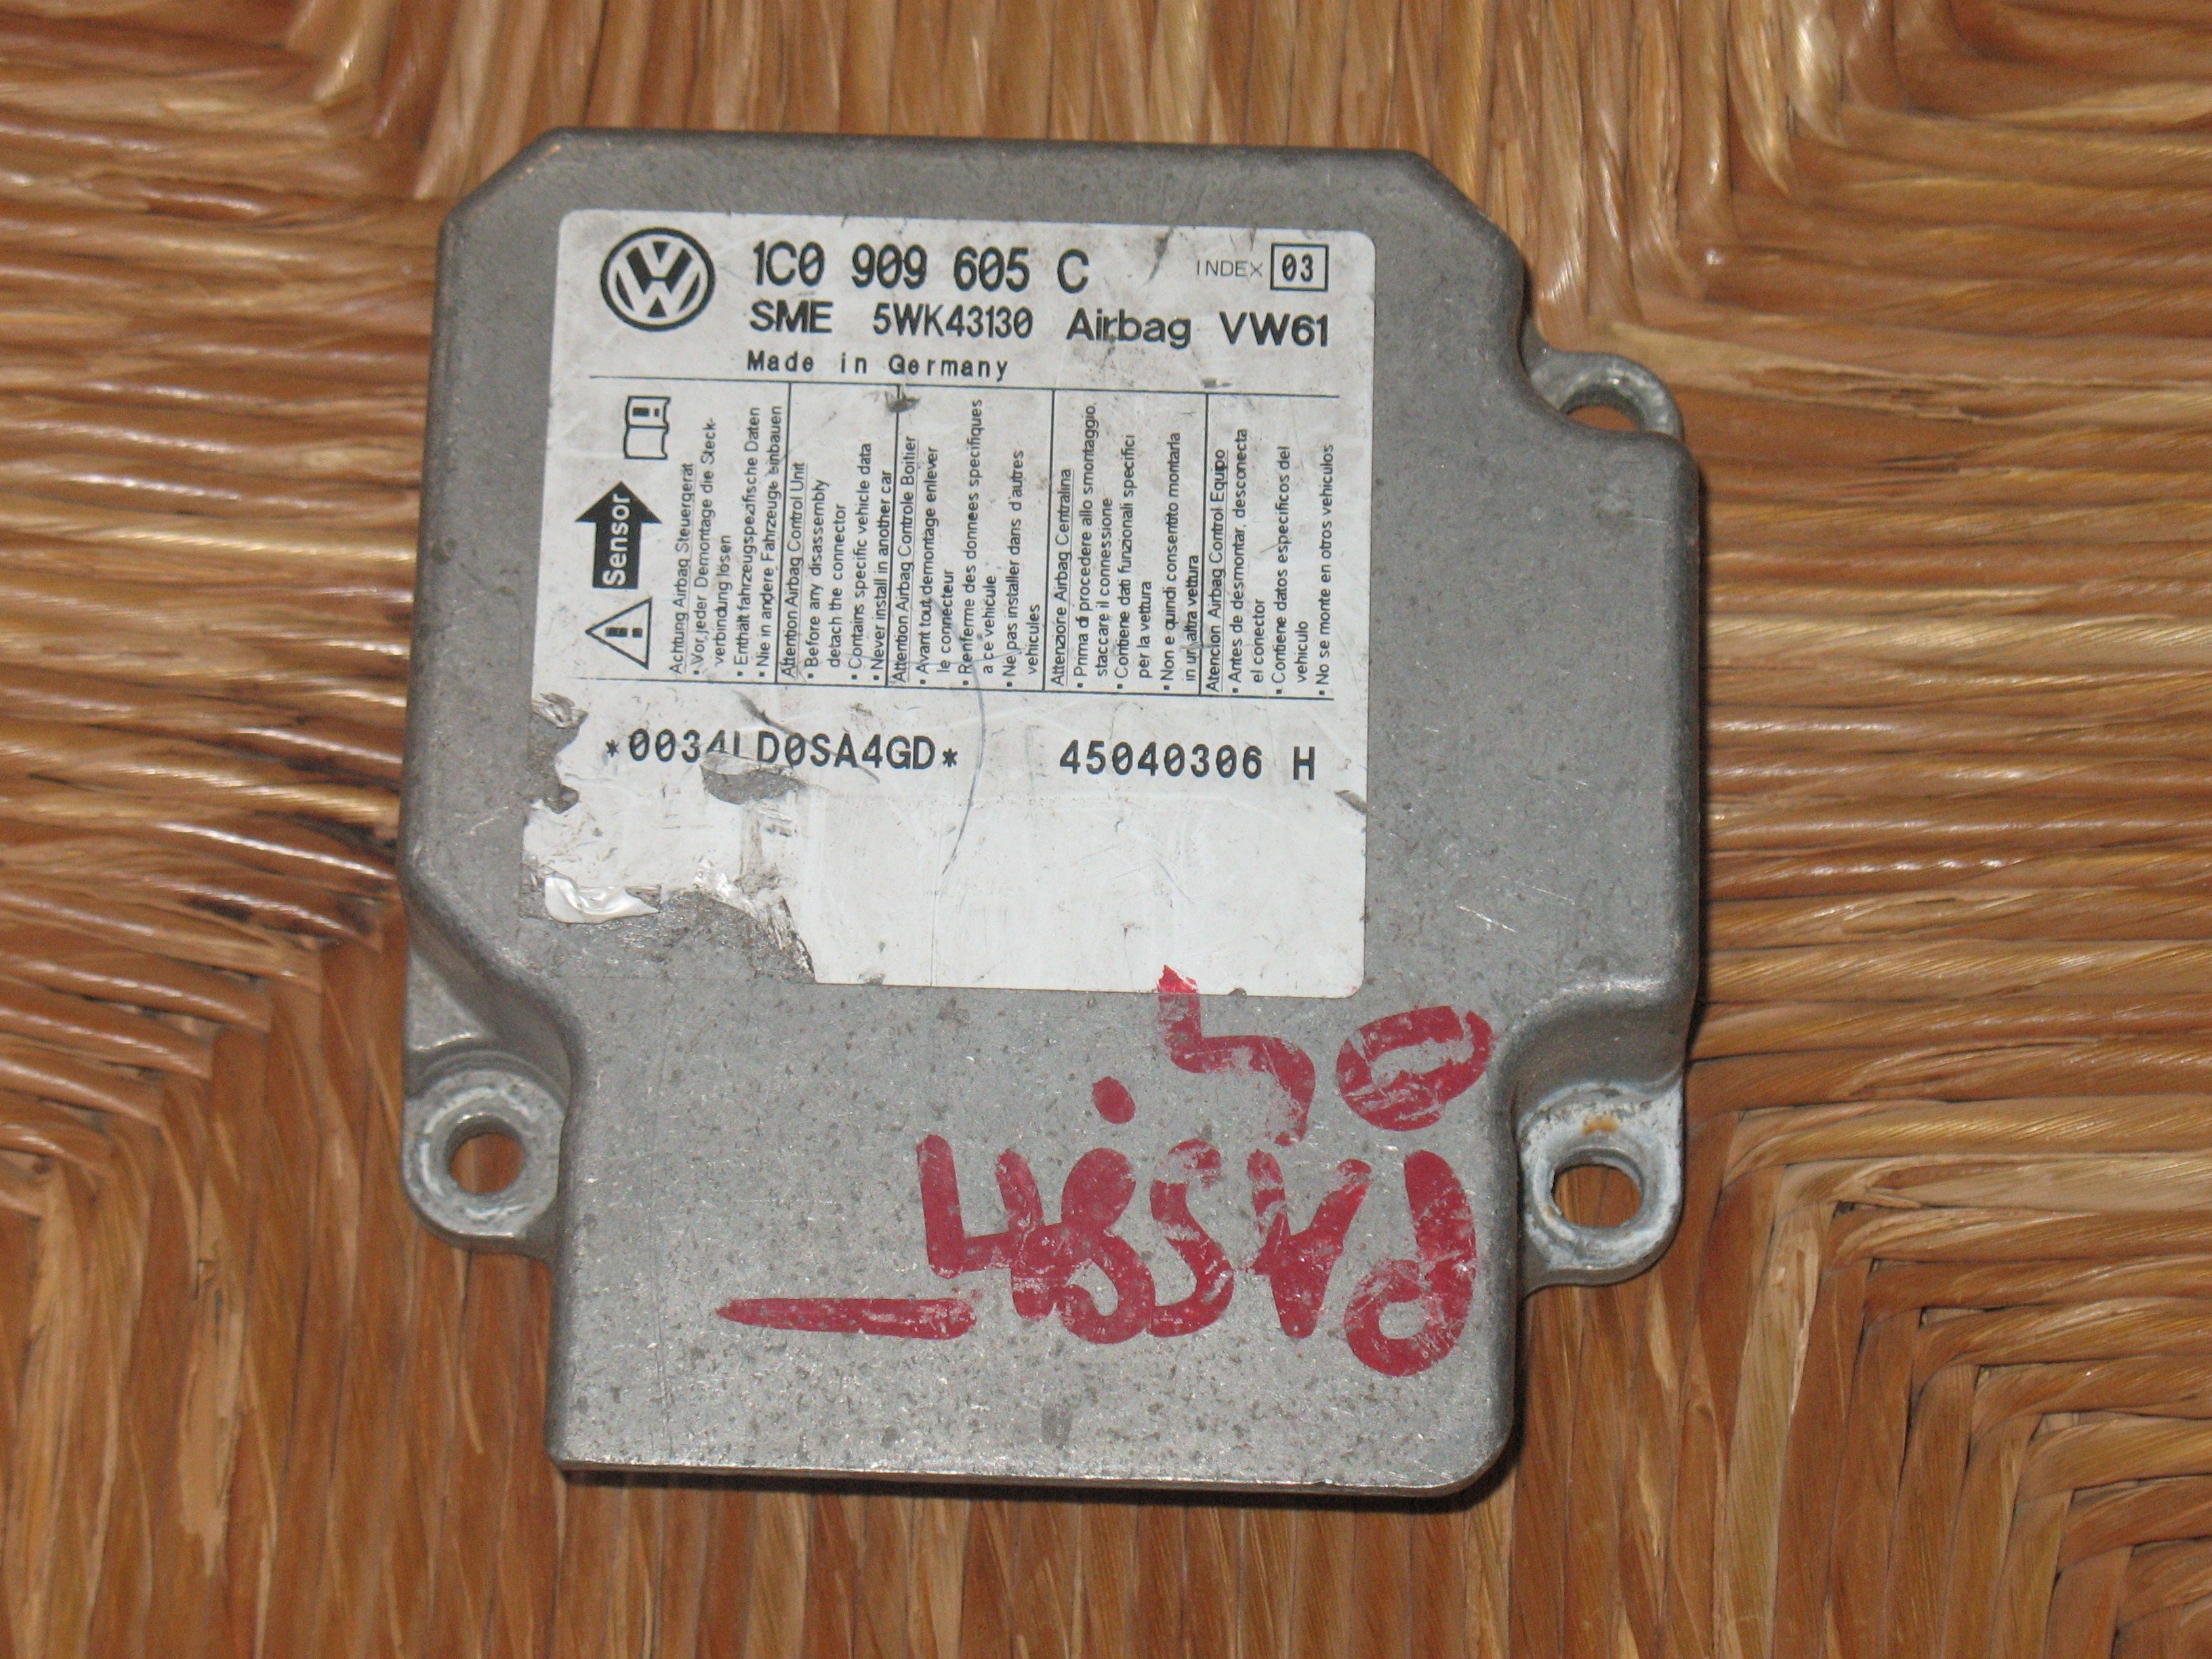 1C0 909 605 C
INDEX 03
SME 5WK43130 Airbag VW61
Made in Germany
Sensor
Achtung Airbag Steuergerät
• Vor jeder Demontage die Steck-
verbindung lösen
• Enthält fahrzeugspezifische Daten
• Nie in andere Fahrzeuge einbauen
Attention Airbag Control Unit
• Before any disassembly
detach the connector
• Contains specific vehicle data
• Never install in another car
Attention Airbag Controle Boitier
• Avant tout demontage enlever
le connecteur
• Renferme des donnees specifiques
a ce vehicule
• Ne pas installer dans d'autres
vehicules
Attenzione Airbag Centralina
• Prima di procedere allo smontaggio,
staccare il connessione
• Contiene dati funzionali specifici
per la vettura
• Non e quindi consentito montarla
in un altra vettura
Atencion Airbag Control Equipo
• Antes de desmontar, desconecta
el conector
• Contiene datos especificos del
vehiculo
• No se monte en otros vehiculos
*0034LD0SA4GD* 45040306 H